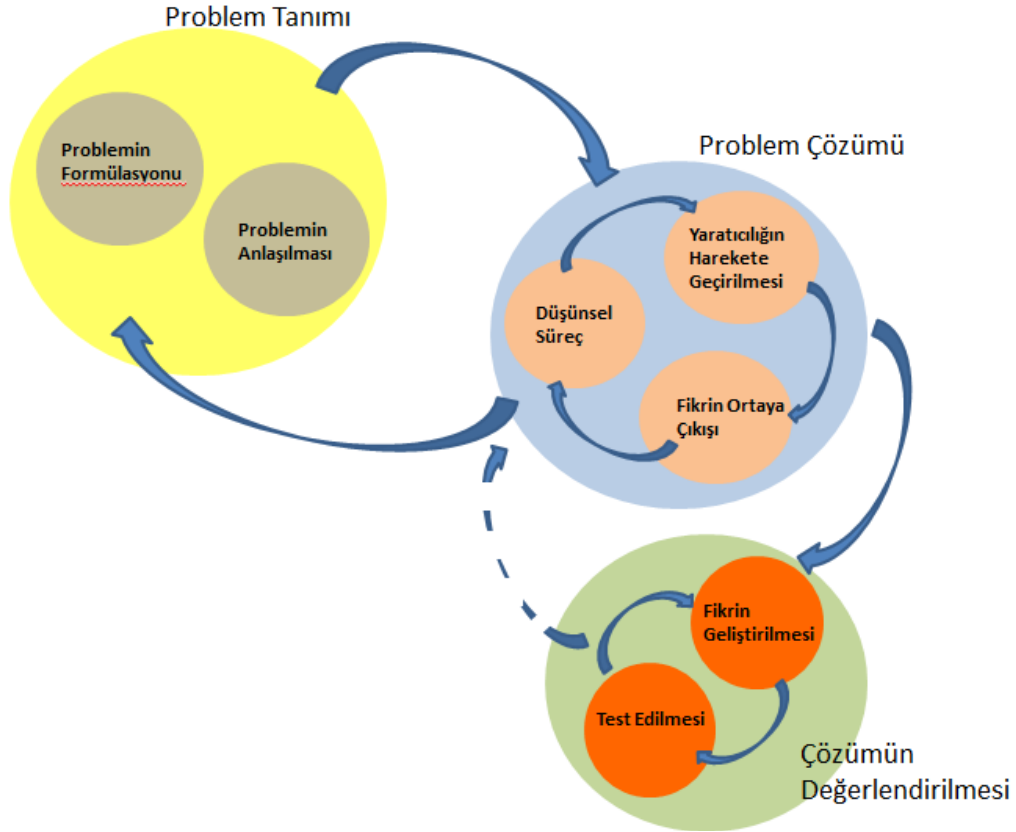 Problem Tanımı
Problemin
Formülasyonu
Problemin
Anlaşılması
Problem Çözümü
Yaratıcılığın
Harekete
Geçirilmesi
Düşünsel
Süreç
Fikrin Ortaya
Çıkışı
Fikrin
Geliştirilmesi
Test Edilmesi
Çözümün
Değerlendirilmesi